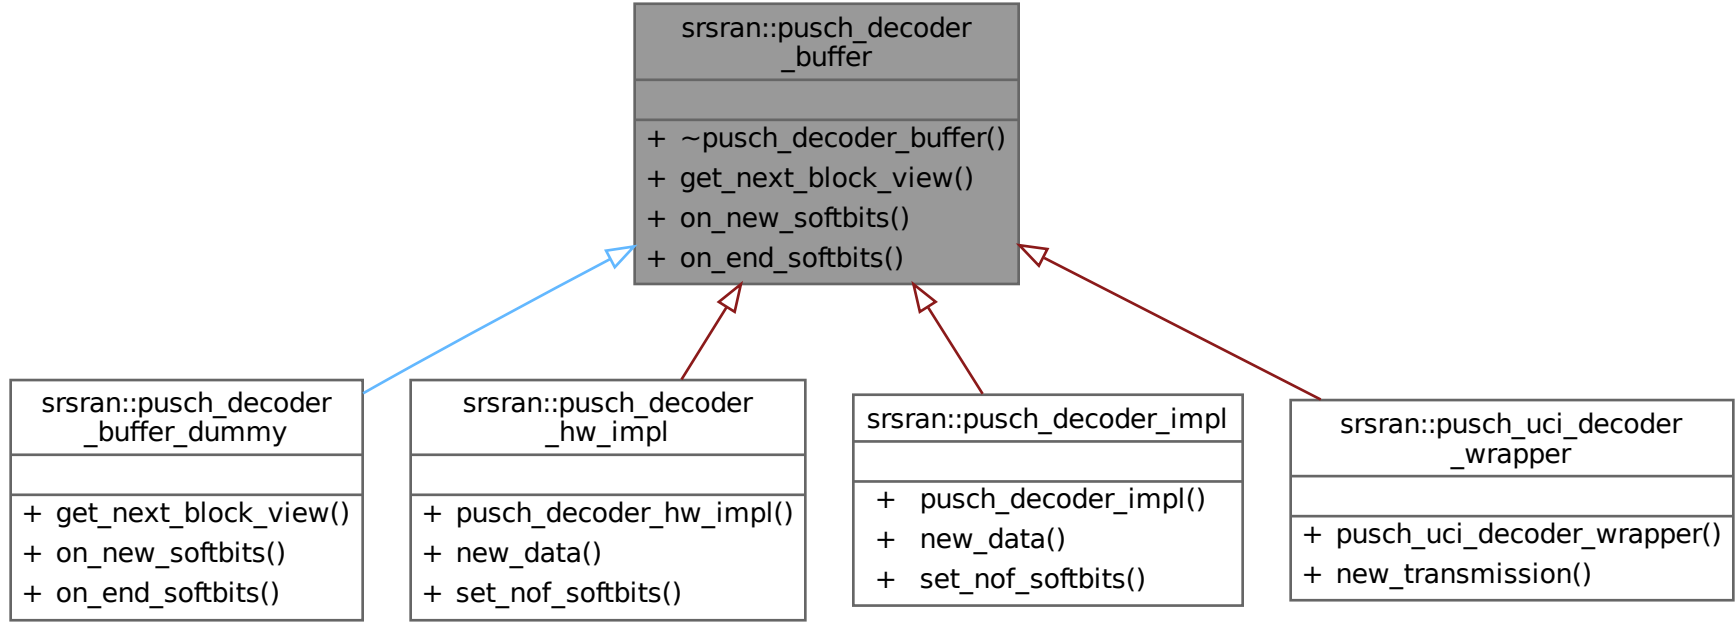 srsran::pusch_decoder
_buffer
+ ~pusch_decoder_buffer()
+ get_next_block_view()
+ on_new_softbits()
+ on_end_softbits()
srsran::pusch_decoder
_buffer_dummy
+ get_next_block_view()
+ on_new_softbits()
+ on_end_softbits()
srsran::pusch_decoder
_hw_impl
+ pusch_decoder_hw_impl()
+ new_data()
+ set_nof_softbits()
srsran::pusch_decoder_impl
+ pusch_decoder_impl()
+ new_data()
+ set_nof_softbits()
srsran::pusch_uci_decoder
_wrapper
+ pusch_uci_decoder_wrapper()
+ new_transmission()